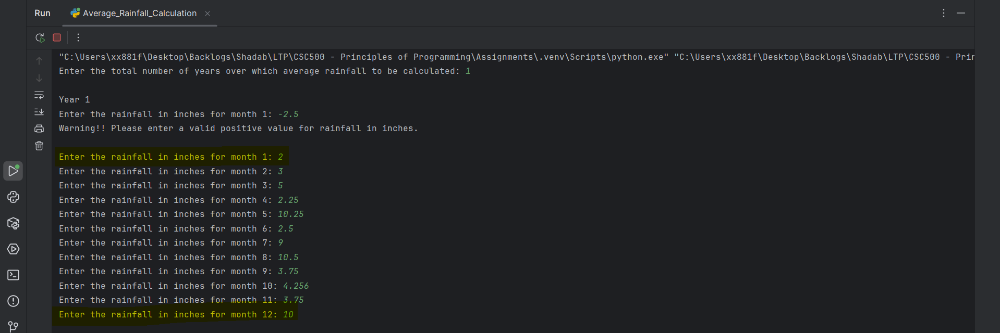 Run Average_Rainfall_Calculation
"C:\Users\xx881f\Desktop\Backlogs\Shadab\LTP\CSC500 - Principles of Programming\Assignments\.venv\Scripts\python.exe" "C:\Users\xx881f\Desktop\Backlogs\Shadab\LTP\CSC500 - Prin
Enter the total number of years over which average rainfall to be calculated: 1
Year 1
Enter the rainfall in inches for month 1: -2.5
Warning!! Please enter a valid positive value for rainfall in inches.
Enter the rainfall in inches for month 1: 2
Enter the rainfall in inches for month 2: 3
Enter the rainfall in inches for month 3: 5
Enter the rainfall in inches for month 4: 2.25
Enter the rainfall in inches for month 5: 10.25
Enter the rainfall in inches for month 6: 2.5
Enter the rainfall in inches for month 7: 9
Enter the rainfall in inches for month 8: 10.5
Enter the rainfall in inches for month 9: 3.75
Enter the rainfall in inches for month 10: 4.256
Enter the rainfall in inches for month 11: 3.75
Enter the rainfall in inches for month 12: 10